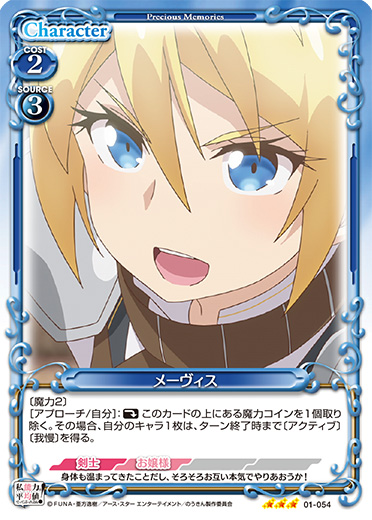 Precious Memories
Character
COST
2
SOURCE
3
メーヴィス
〔魔力2〕
[アプローチ/自分]：このカードの上にある魔力コインを1個取り
除く。その場合、自分のキャラ1枚は、ターン終了時まで〔アクティブ〕
〔我慢〕を得る。
剣士 お嬢様
身体も温まってきたことだし、そろそろお互い本気でやりあおうか！
私、能力は
平均値
©FUNA・亜方逸樹／アース・スター エンターテイメント／のうきん製作委員会
01-054